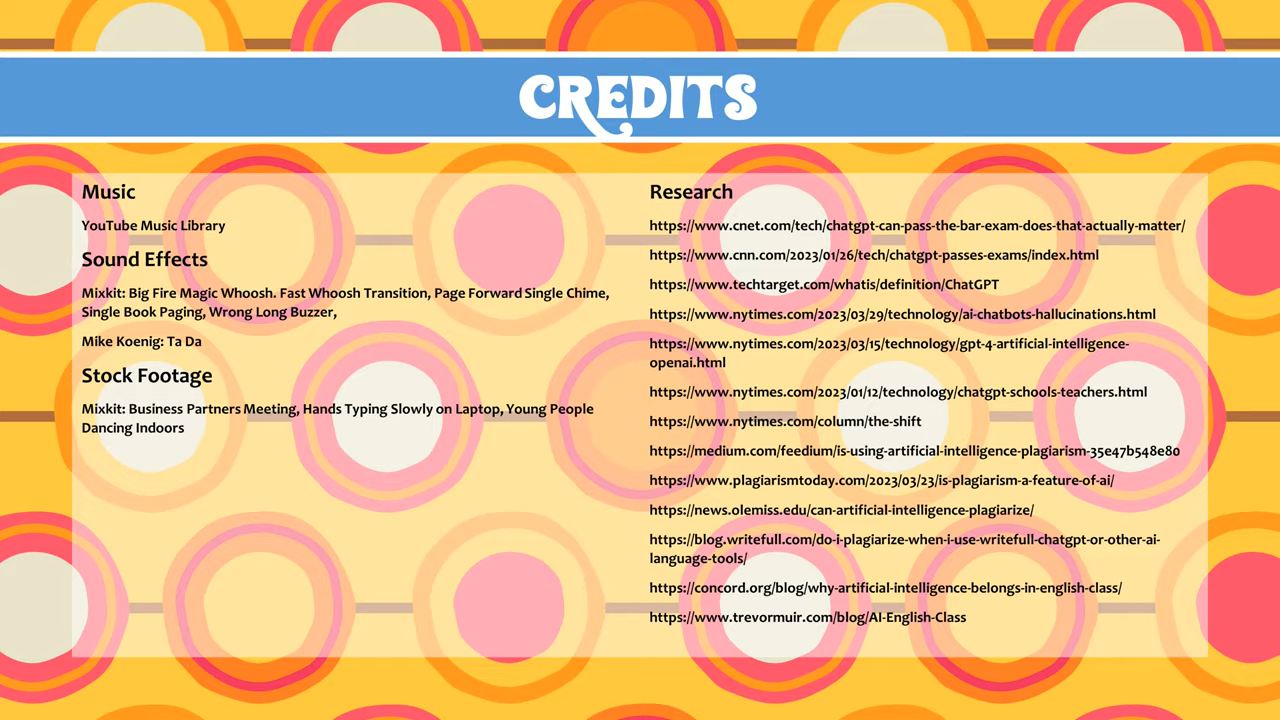 CREDITS
Music
YouTube Music Library
Sound Effects
Mixkit: Big Fire Magic Whoosh. Fast Whoosh Transition, Page Forward Single Chime,
Single Book Paging, Wrong Long Buzzer,
Mike Koenig: Ta Da
Stock Footage
Mixkit: Business Partners Meeting, Hands Typing Slowly on Laptop, Young People
Dancing Indoors
Research
https://www.cnet.com/tech/chatgpt-can-pass-the-bar-exam-does-that-actually-matter/
https://www.cnn.com/2023/01/26/tech/chatgpt-passes-exams/index.html
https://www.techtarget.com/whatis/definition/ChatGPT
https://www.nytimes.com/2023/03/29/technology/ai-chatbots-hallucinations.html
https://www.nytimes.com/2023/03/15/technology/gpt-4-artificial-intelligence-
openai.html
https://www.nytimes.com/2023/01/12/technology/chatgpt-schools-teachers.html
https://www.nytimes.com/column/the-shift
https://medium.com/feedium/is-using-artificial-intelligence-plagiarism-35e47b548e80
https://www.plagiarismtoday.com/2023/03/23/is-plagiarism-a-feature-of-ai/
https://news.olemiss.edu/can-artificial-intelligence-plagiarize/
https://blog.writefull.com/do-i-plagiarize-when-i-use-writefull-chatgpt-or-other-ai-
language-tools/
https://concord.org/blog/why-artificial-intelligence-belongs-in-english-class/
https://www.trevormuir.com/blog/AI-English-Class